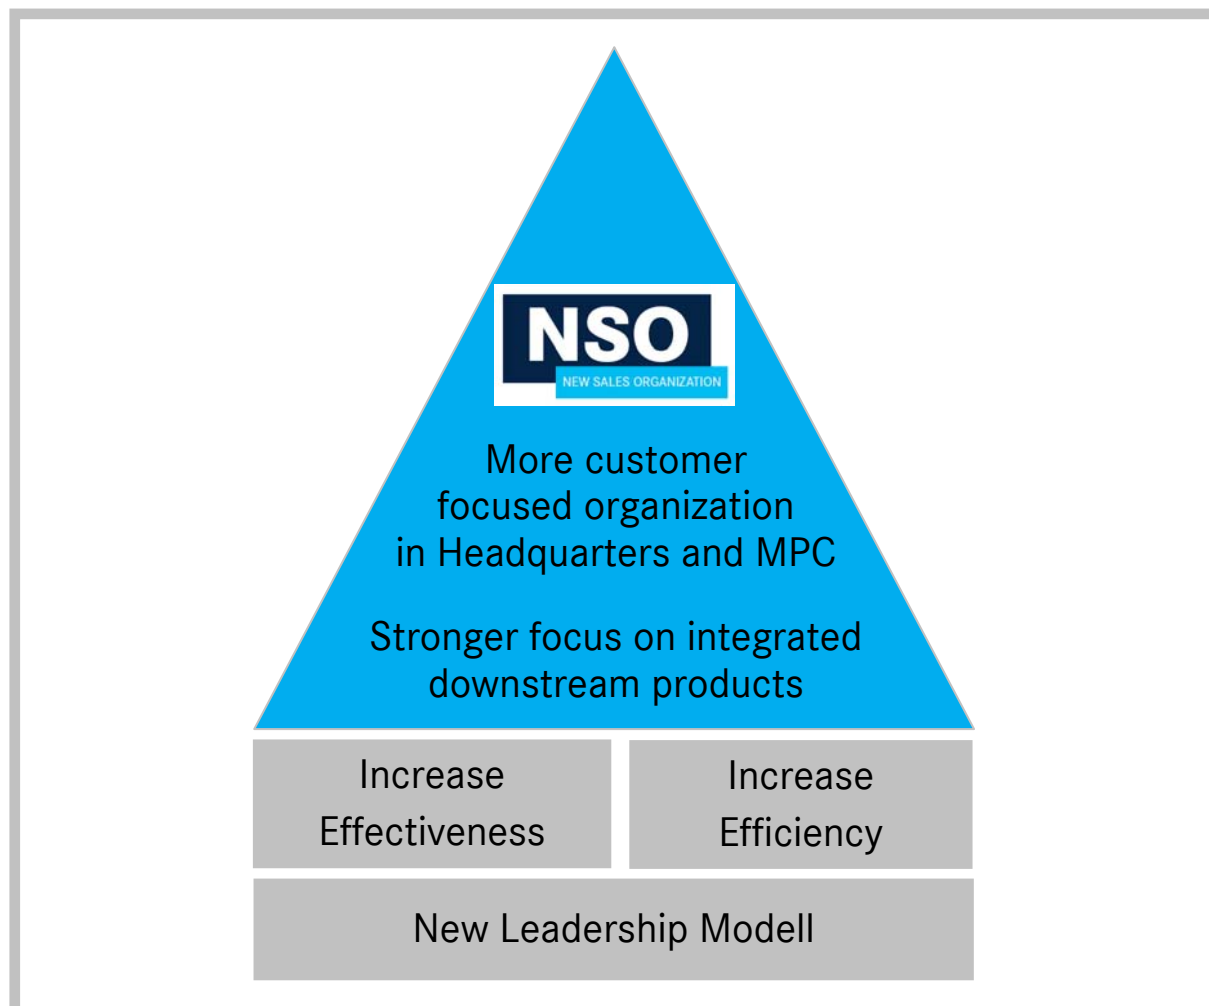 NSO
NEW SALES ORGANIZATION
More customer
focused organization
in Headquarters and MPC
Stronger focus on integrated
downstream products
Increase
Effectiveness
Increase
Efficiency
New Leadership Modell